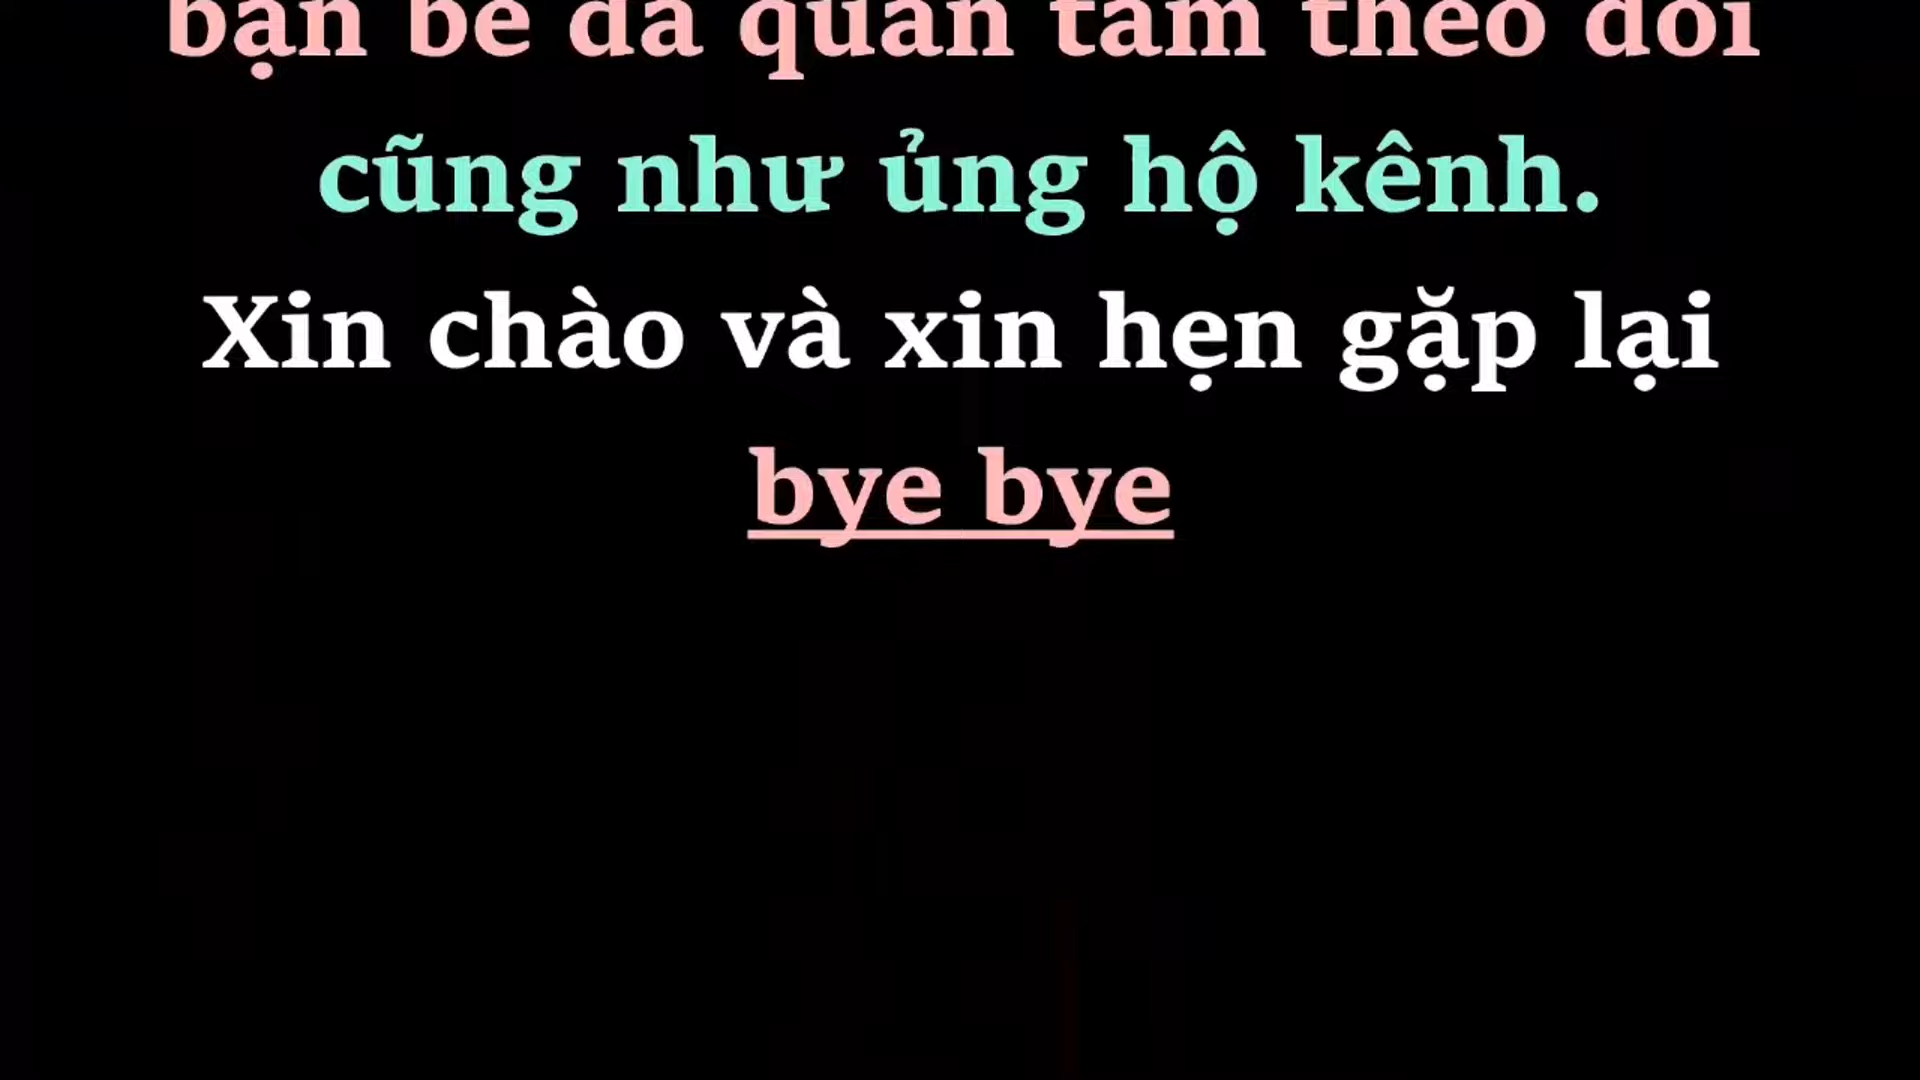 bạn bè đã quan tâm theo dõi
cũng như ủng hộ kênh.
Xin chào và xin hẹn gặp lại
bye bye